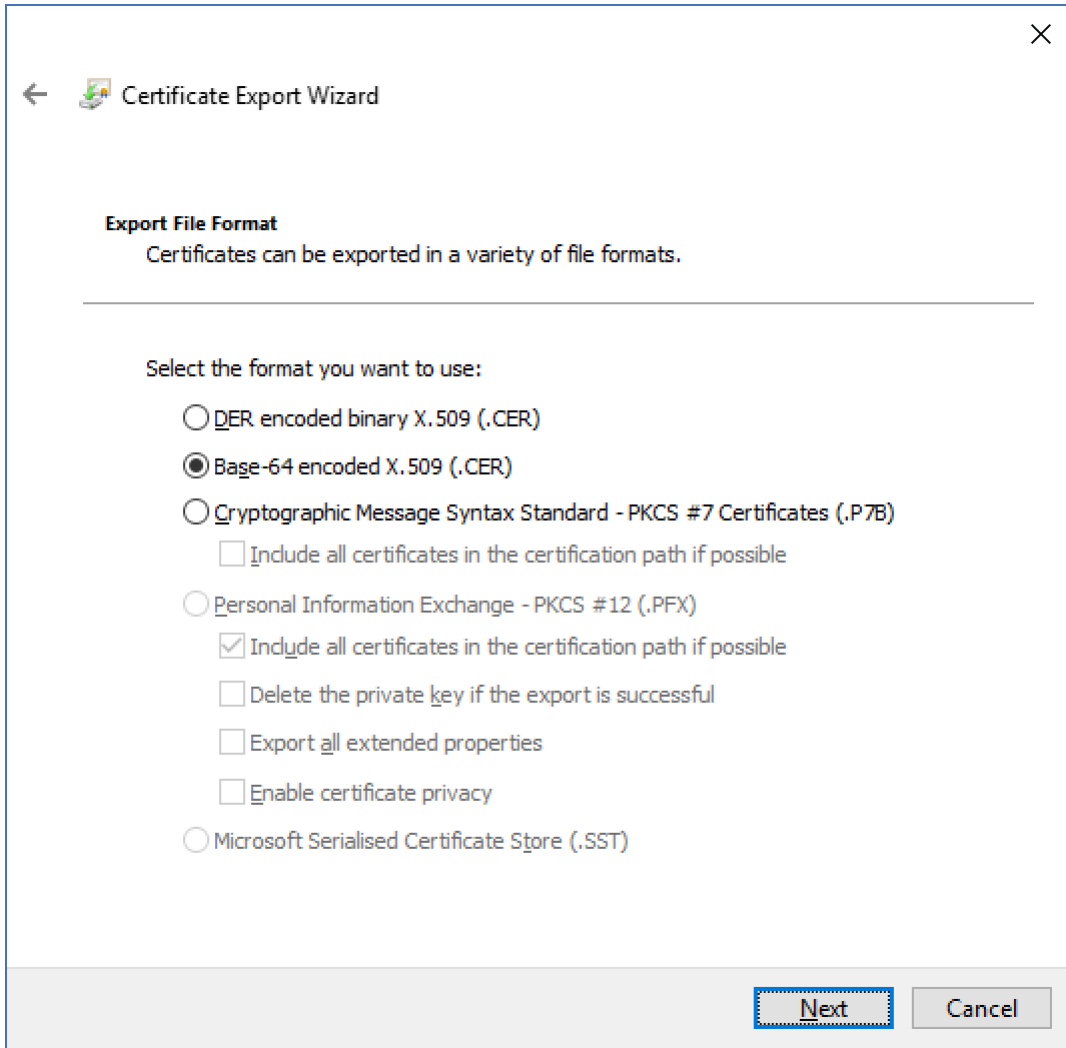 Certificate Export Wizard
Export File Format
Certificates can be exported in a variety of file formats.
Select the format you want to use:
DER encoded binary X.509 (.CER)
Base-64 encoded X.509 (.CER)
Cryptographic Message Syntax Standard - PKCS #7 Certificates (.P7B)
Include all certificates in the certification path if possible
Personal Information Exchange - PKCS #12 (.PFX)
Include all certificates in the certification path if possible
Delete the private key if the export is successful
Export all extended properties
Enable certificate privacy
Microsoft Serialised Certificate Store (.SST)
Next Cancel